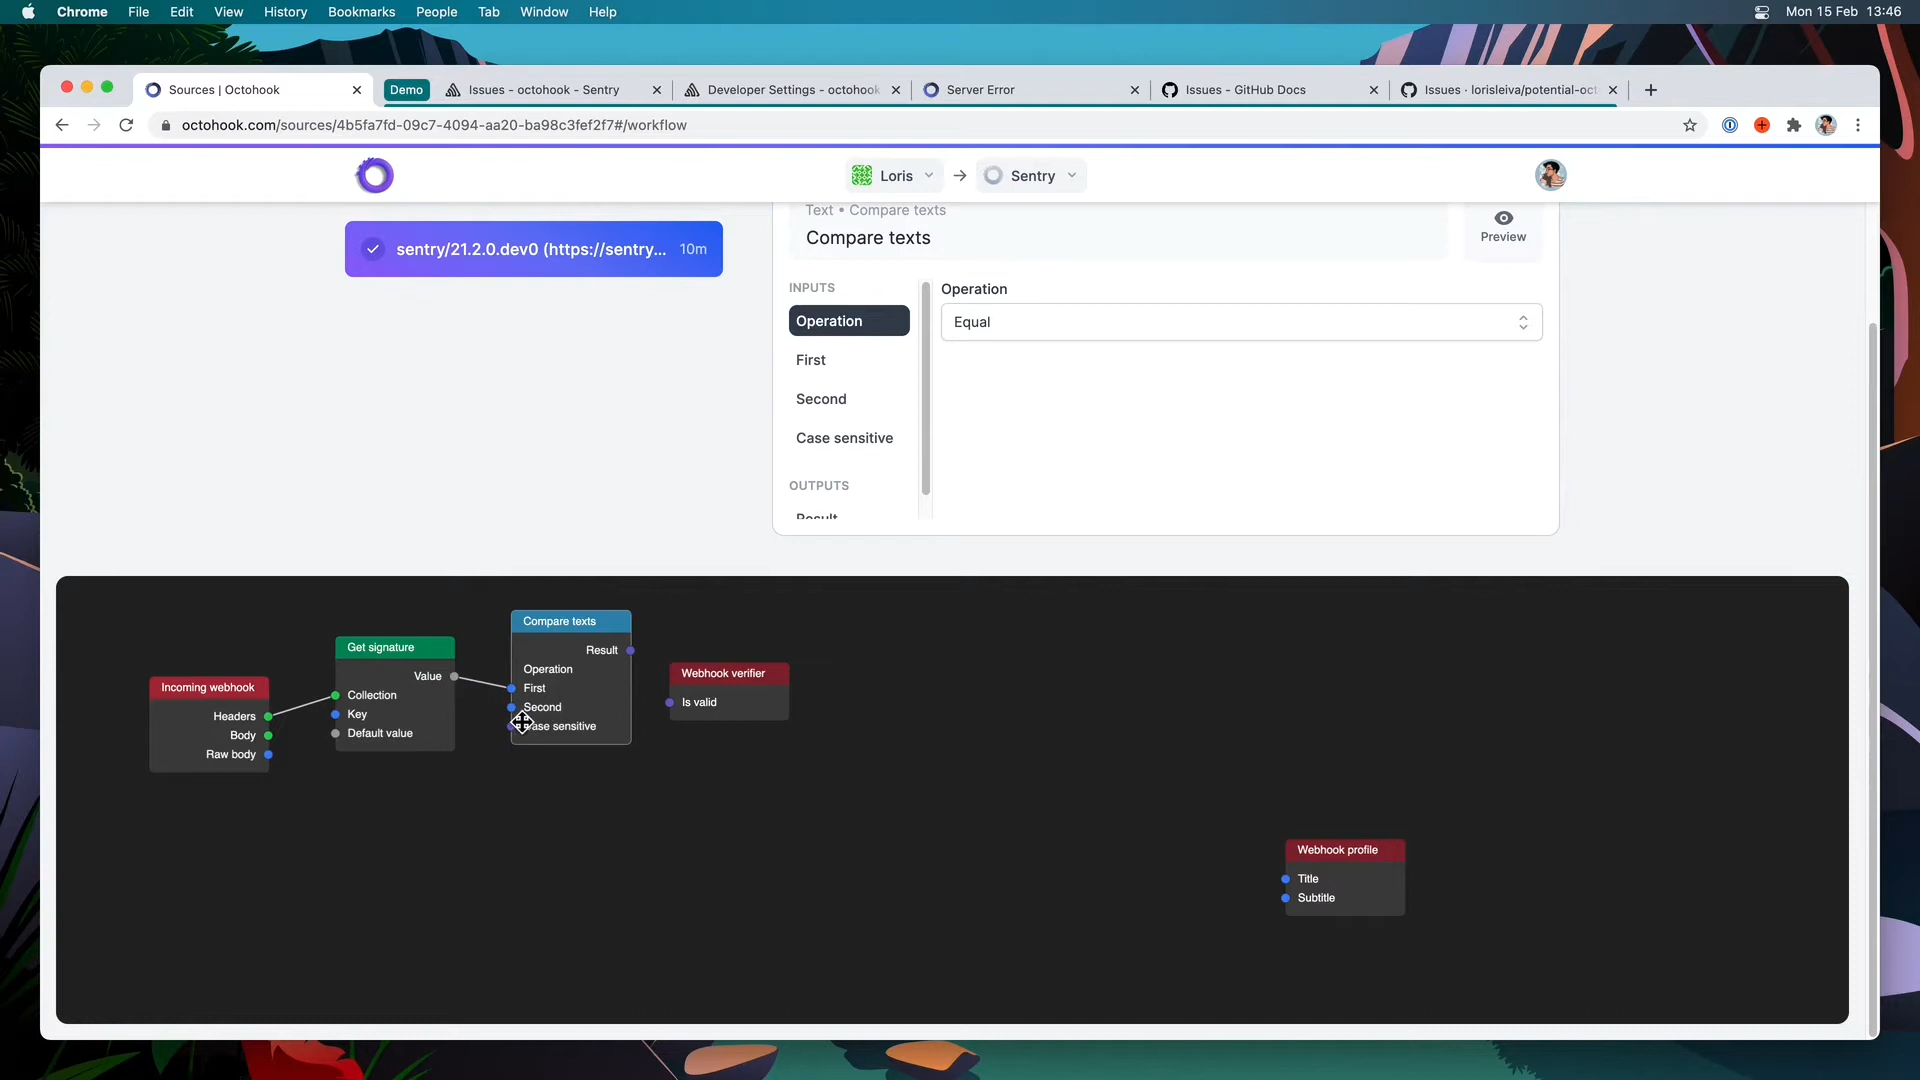 Chrome File Edit View History Bookmarks People Tab Window Help
Mon 15 Feb 13:46
Sources | Octohook
Demo
Issues - octohook - Sentry
Developer Settings - octohook
Server Error
Issues - GitHub Docs
Issues · lorisleiva/potential-oct
octohook.com/sources/4b5fa7fd-09c7-4094-aa20-ba98c3fef2f7#/workflow
Loris
Sentry
sentry/21.2.0.dev0 (https://sentry... 10m
Text • Compare texts
Compare texts
Preview
INPUTS
Operation
First
Second
Case sensitive
OUTPUTS
Result
Operation
Equal
Incoming webhook
Headers
Body
Raw body
Get signature
Value
Collection
Key
Default value
Compare texts
Result
Operation
First
Second
Case sensitive
Webhook verifier
Is valid
Webhook profile
Title
Subtitle